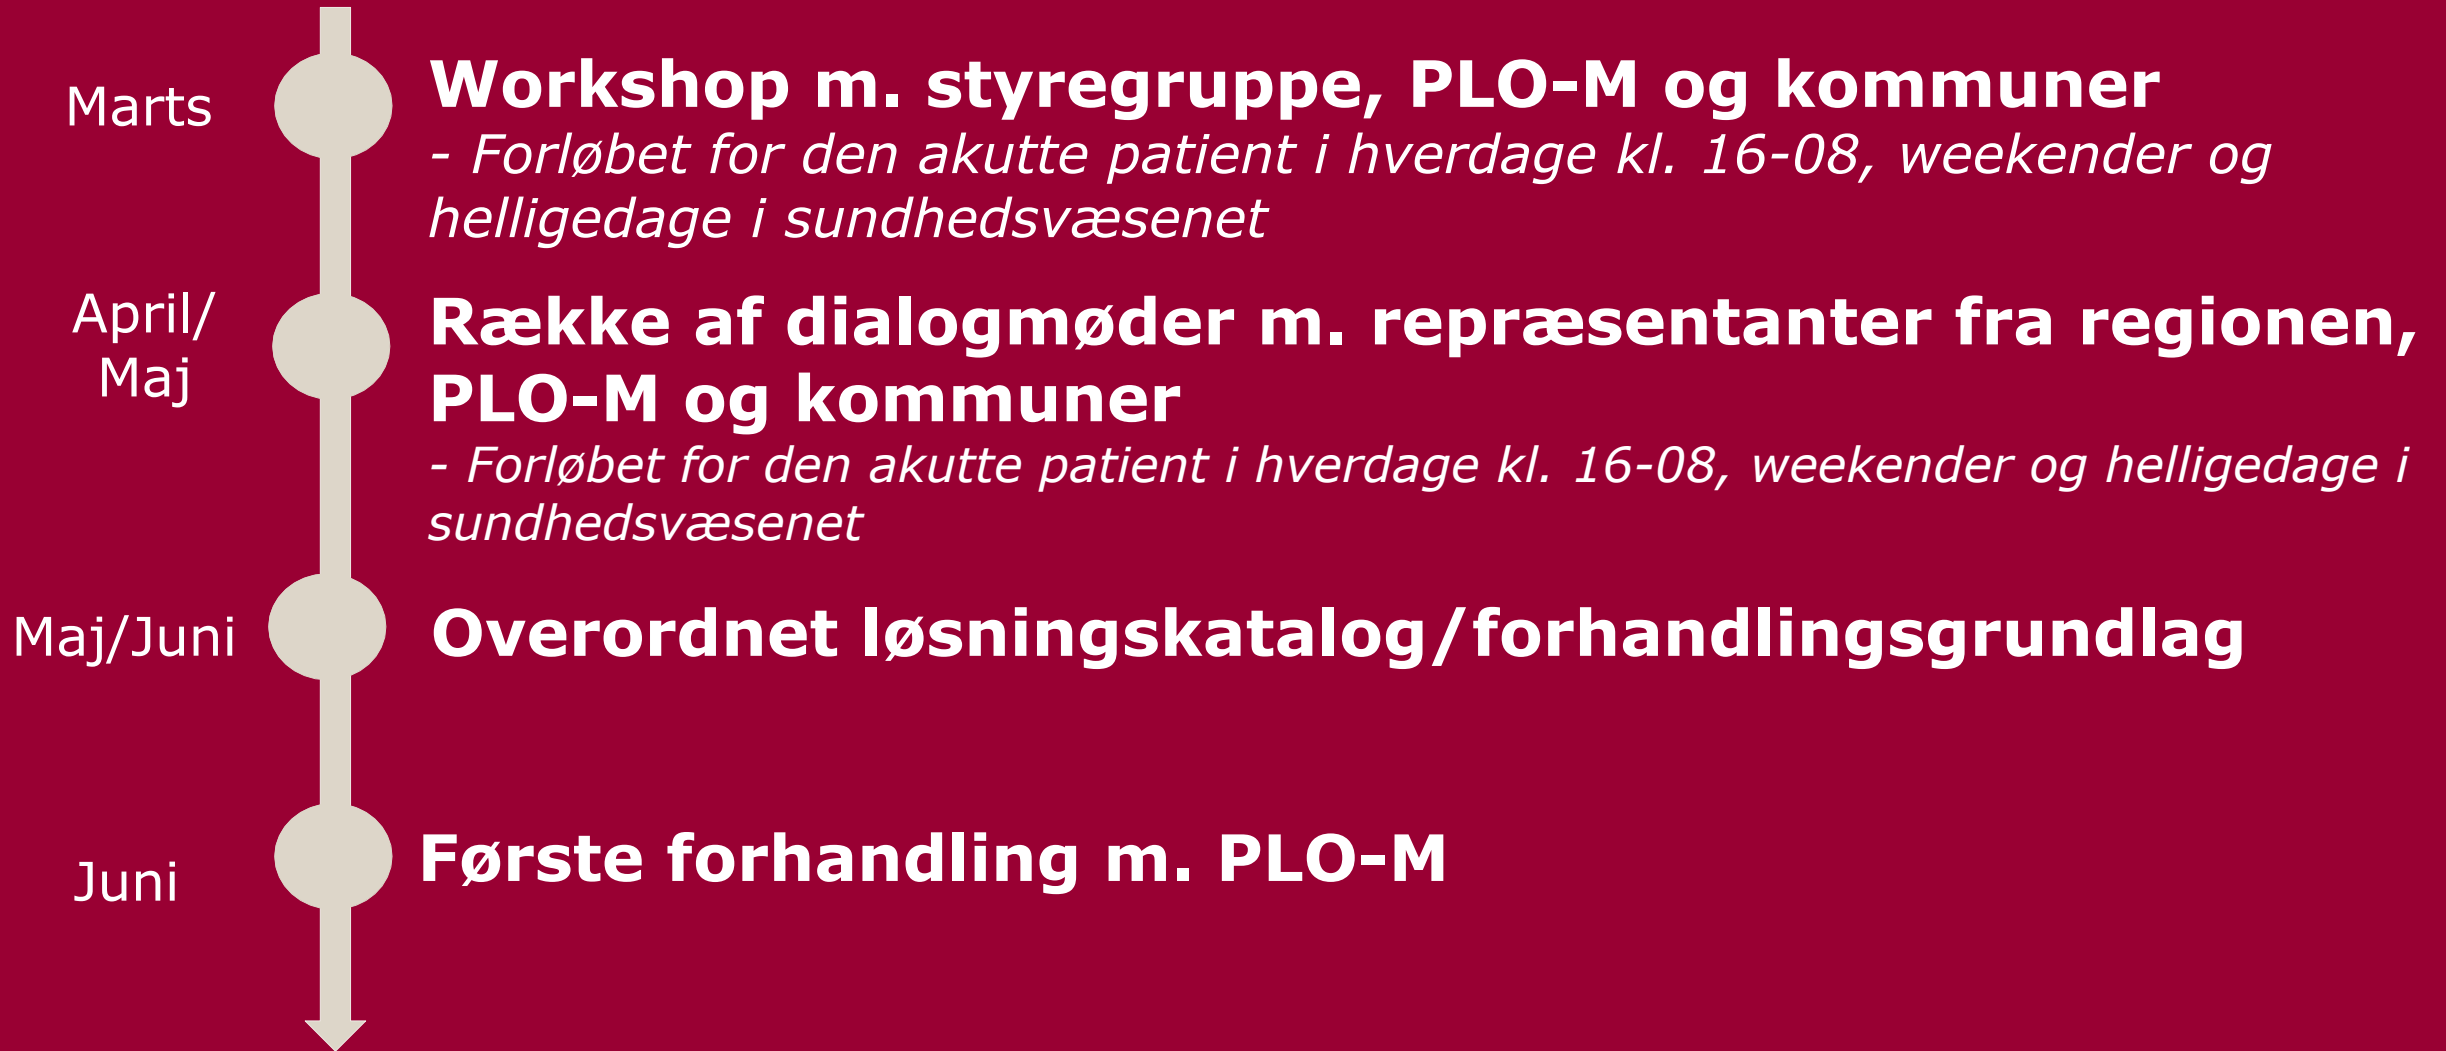 Marts
Workshop m. styregruppe, PLO-M og kommuner
- Forløbet for den akutte patient i hverdage kl. 16-08, weekender og
helligedage i sundhedsvæsenet
April/
Maj
Række af dialogmøder m. repræsentanter fra regionen,
PLO-M og kommuner
- Forløbet for den akutte patient i hverdage kl. 16-08, weekender og helligedage i
sundhedsvæsenet
Maj/Juni
Overordnet løsningskatalog/forhandlingsgrundlag
Juni
Første forhandling m. PLO-M